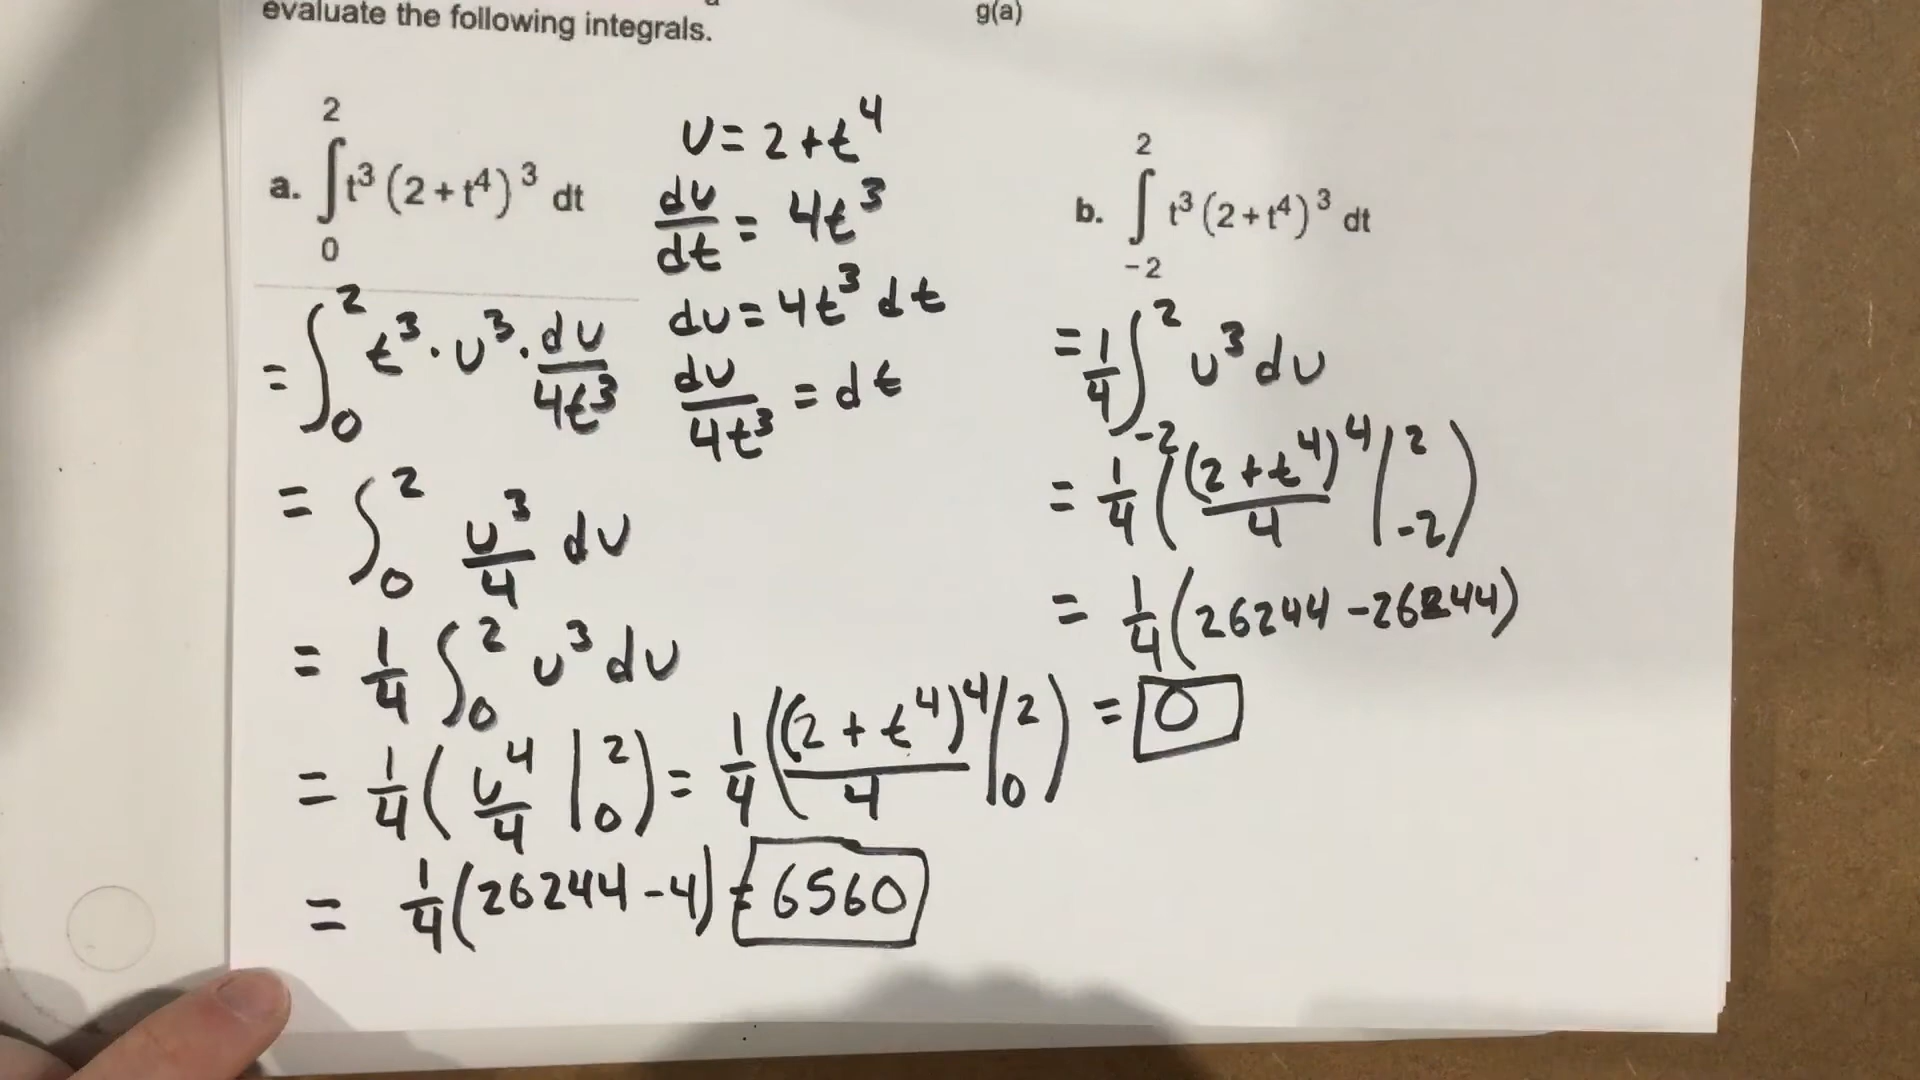 evaluate the following integrals.
g(a)
a. ∫₀² t³ (2 + t⁴)³ dt
= ∫₀² t³ · u³ · du/4t³
= ∫₀² u³/4 du
= 1/4 ∫₀² u³ du
= 1/4 (u⁴/4 |₀²) = 1/4 ((2 + t⁴)⁴/4 |₀²)
= 1/4 (26244 - 4) = 6560
u = 2 + t⁴
du/dt = 4t³
du = 4t³ dt
du/4t³ = dt
b. ∫₋₂² t³ (2 + t⁴)³ dt
= 1/4 ∫₋₂² u³ du
= 1/4 ((2 + t⁴)⁴/4 |₋₂²)
= 1/4 (26244 - 26244)
= 0